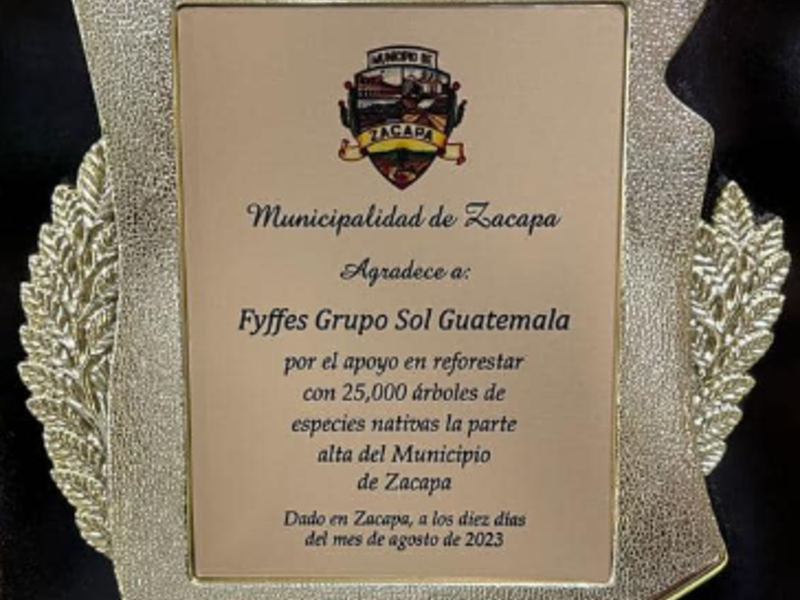 MUNICIPIO DE
ZACAPA
Municipalidad de Zacapa
Agradece a:
Fyffes Grupo Sol Guatemala
por el apoyo en reforestar
con 25,000 árboles de
especies nativas la parte
alta del Municipio
de Zacapa
Dado en Zacapa, a los diez días
del mes de agosto de 2023